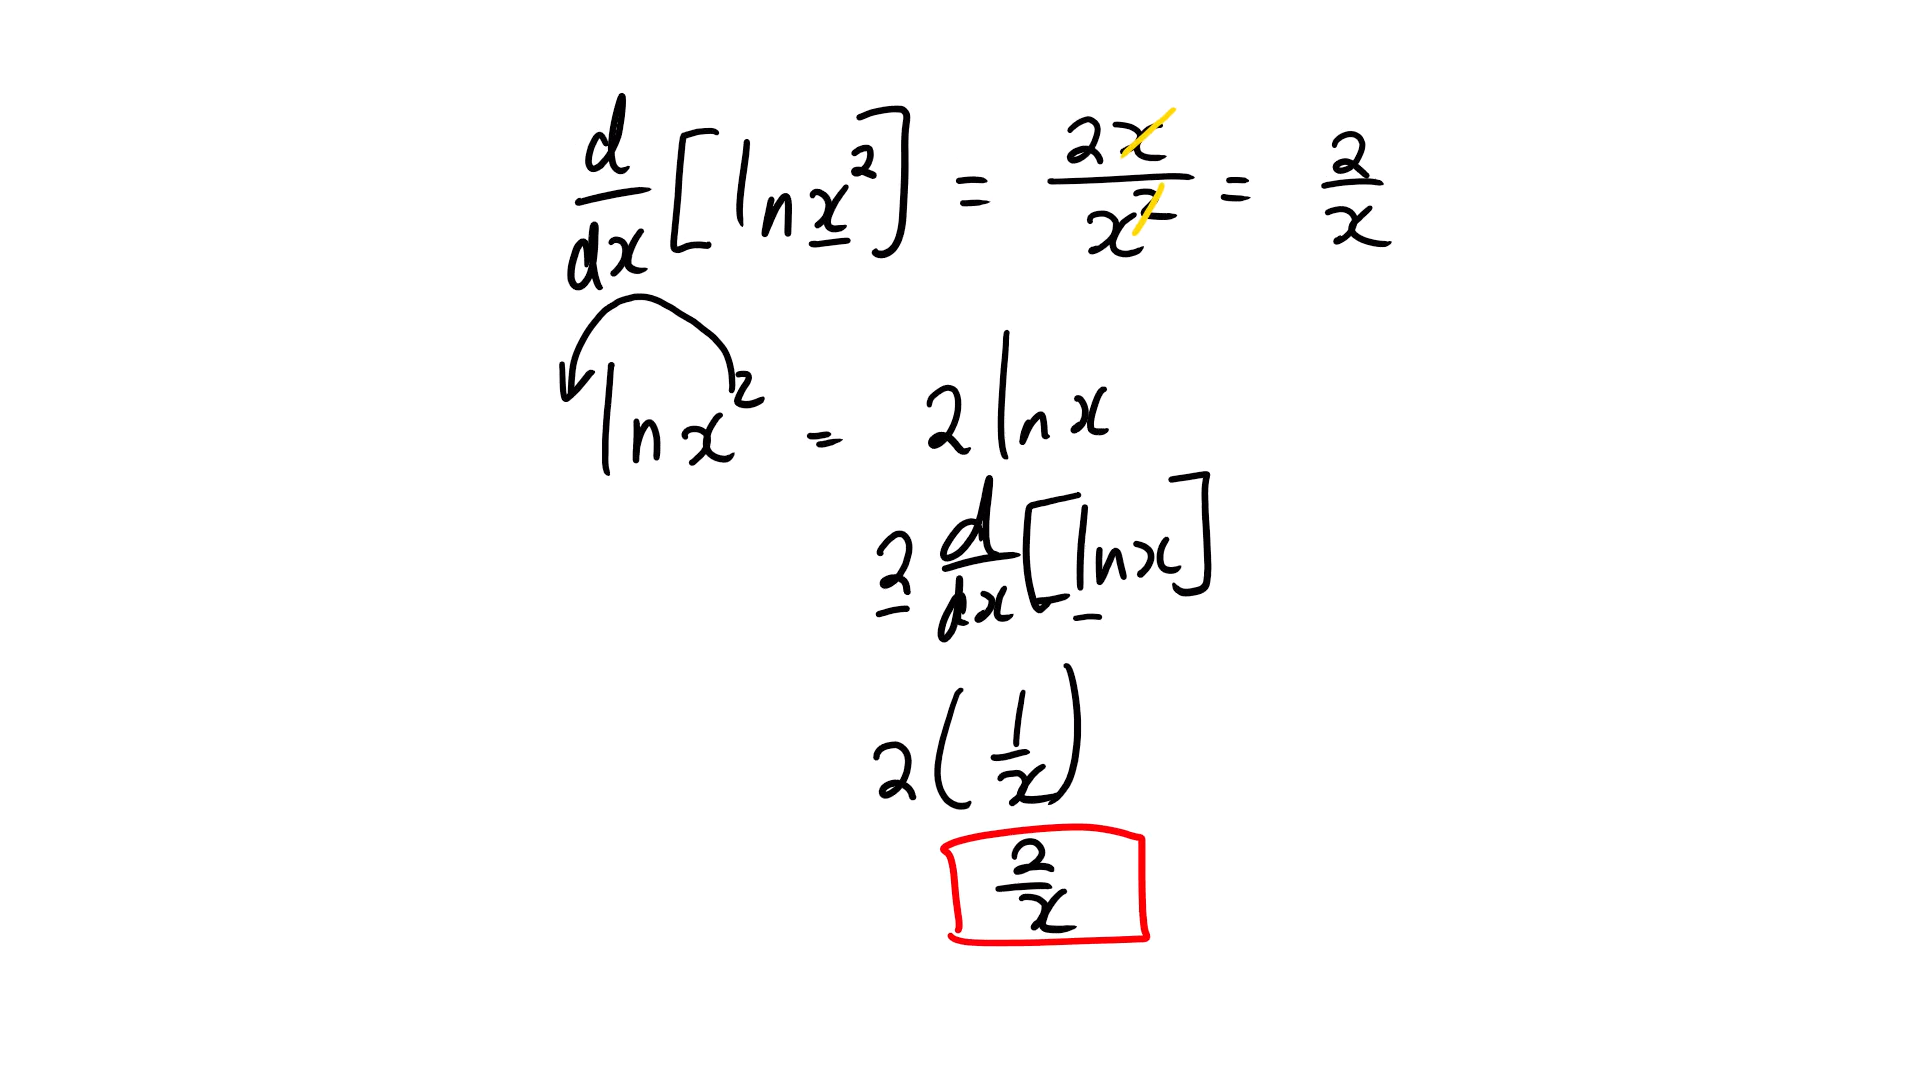 d/dx [ln x²] = 2x/x² = 2/x
ln x² = 2 ln x
2 d/dx [ln x]
2 (1/x)
2/x